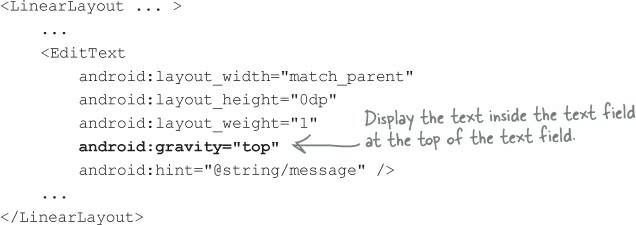 <LinearLayout ... >
...
<EditText
android:layout_width="match_parent"
android:layout_height="0dp"
android:layout_weight="1"
android:gravity="top"
android:hint="@string/message" />
...
</LinearLayout>
Display the text inside the text field
at the top of the text field.